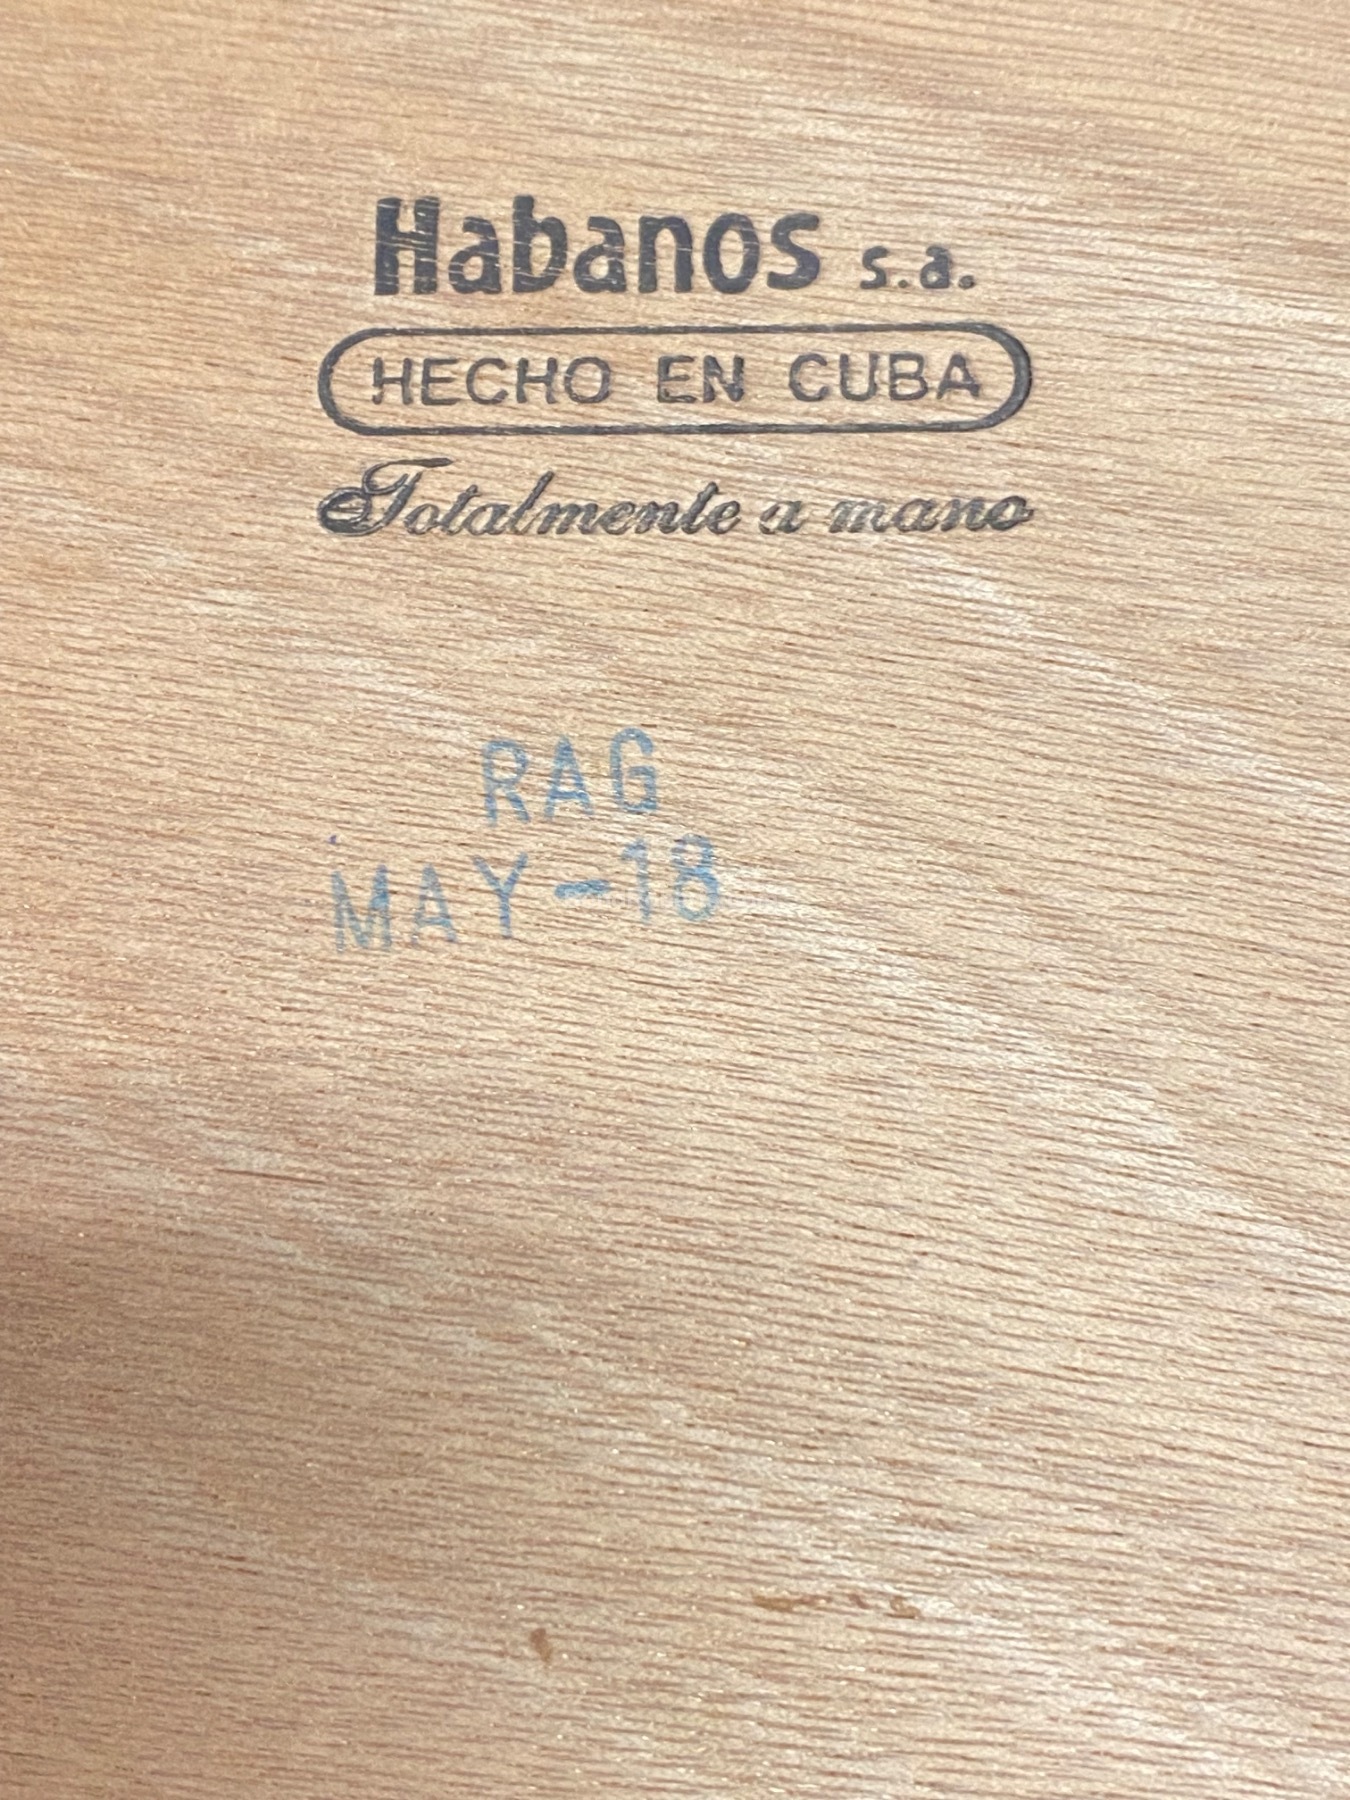 Habanos s.a.
HECHO EN CUBA
Totalmente a mano
RAG
MAY-18